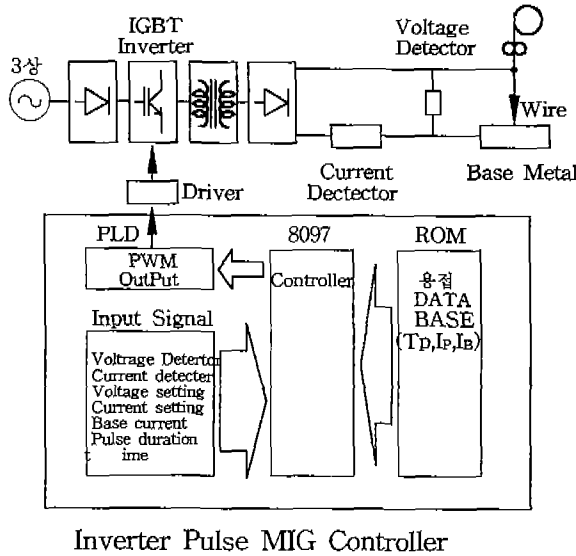 IGBT
Inverter
Voltage
Detector
3상
Wire
Current
Dectector
Base Metal
Driver
PLD
8097
ROM
PWM
OutPut
Controller
용접
DATA
BASE
(TP,IP,IB)
Input Signal
Voltrage Detertor
Current detecter
Voltage setting
Current setting
Base current
Pulse duration
t ime
Inverter Pulse MIG Controller